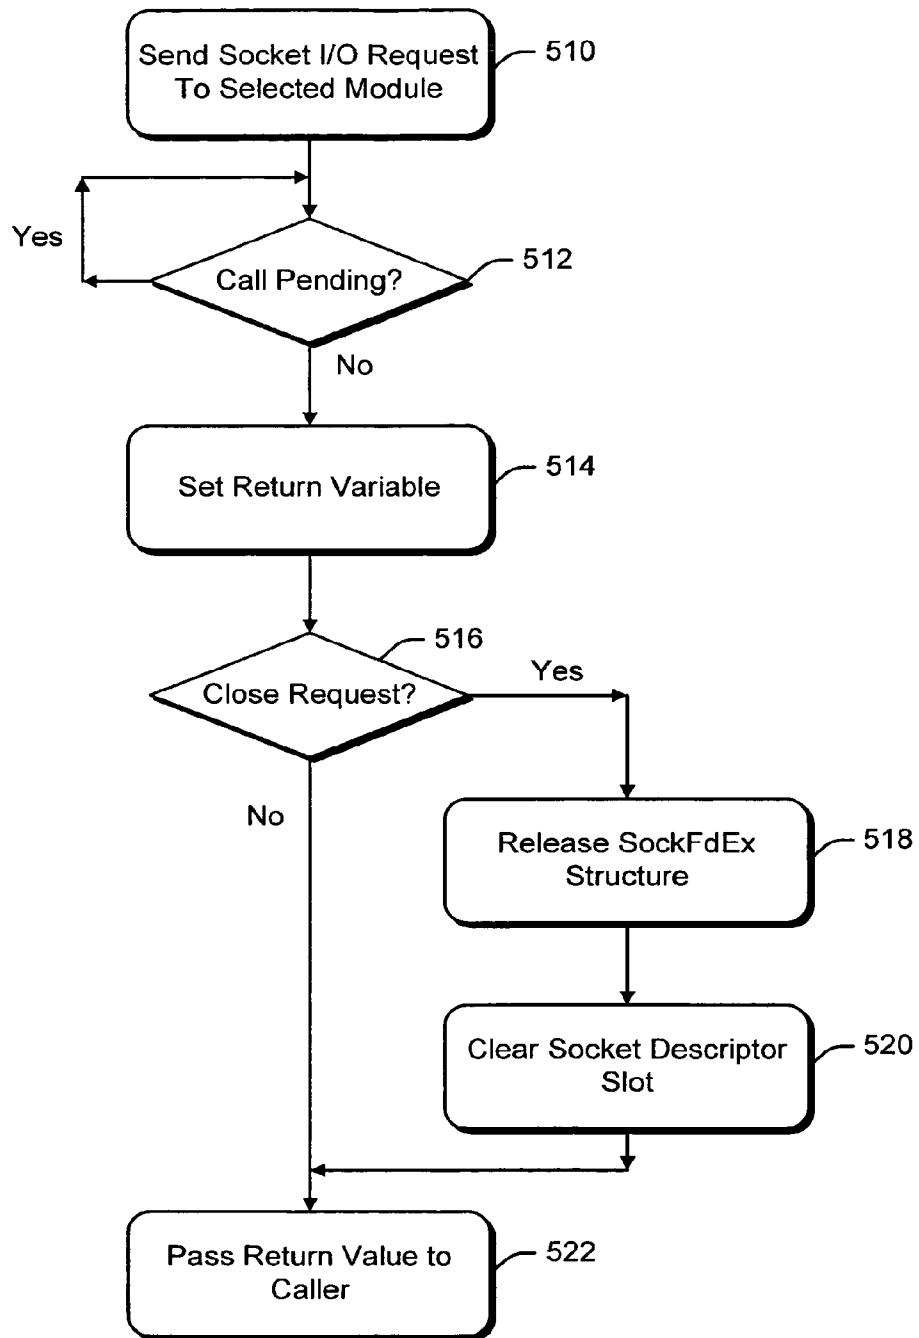 Send Socket I/O Request
To Selected Module
510
Yes
Call Pending?
512
No
Set Return Variable
514
516
Close Request?
Yes
No
Release SockFdEx
Structure
518
Clear Socket Descriptor
Slot
520
Pass Return Value to
Caller
522